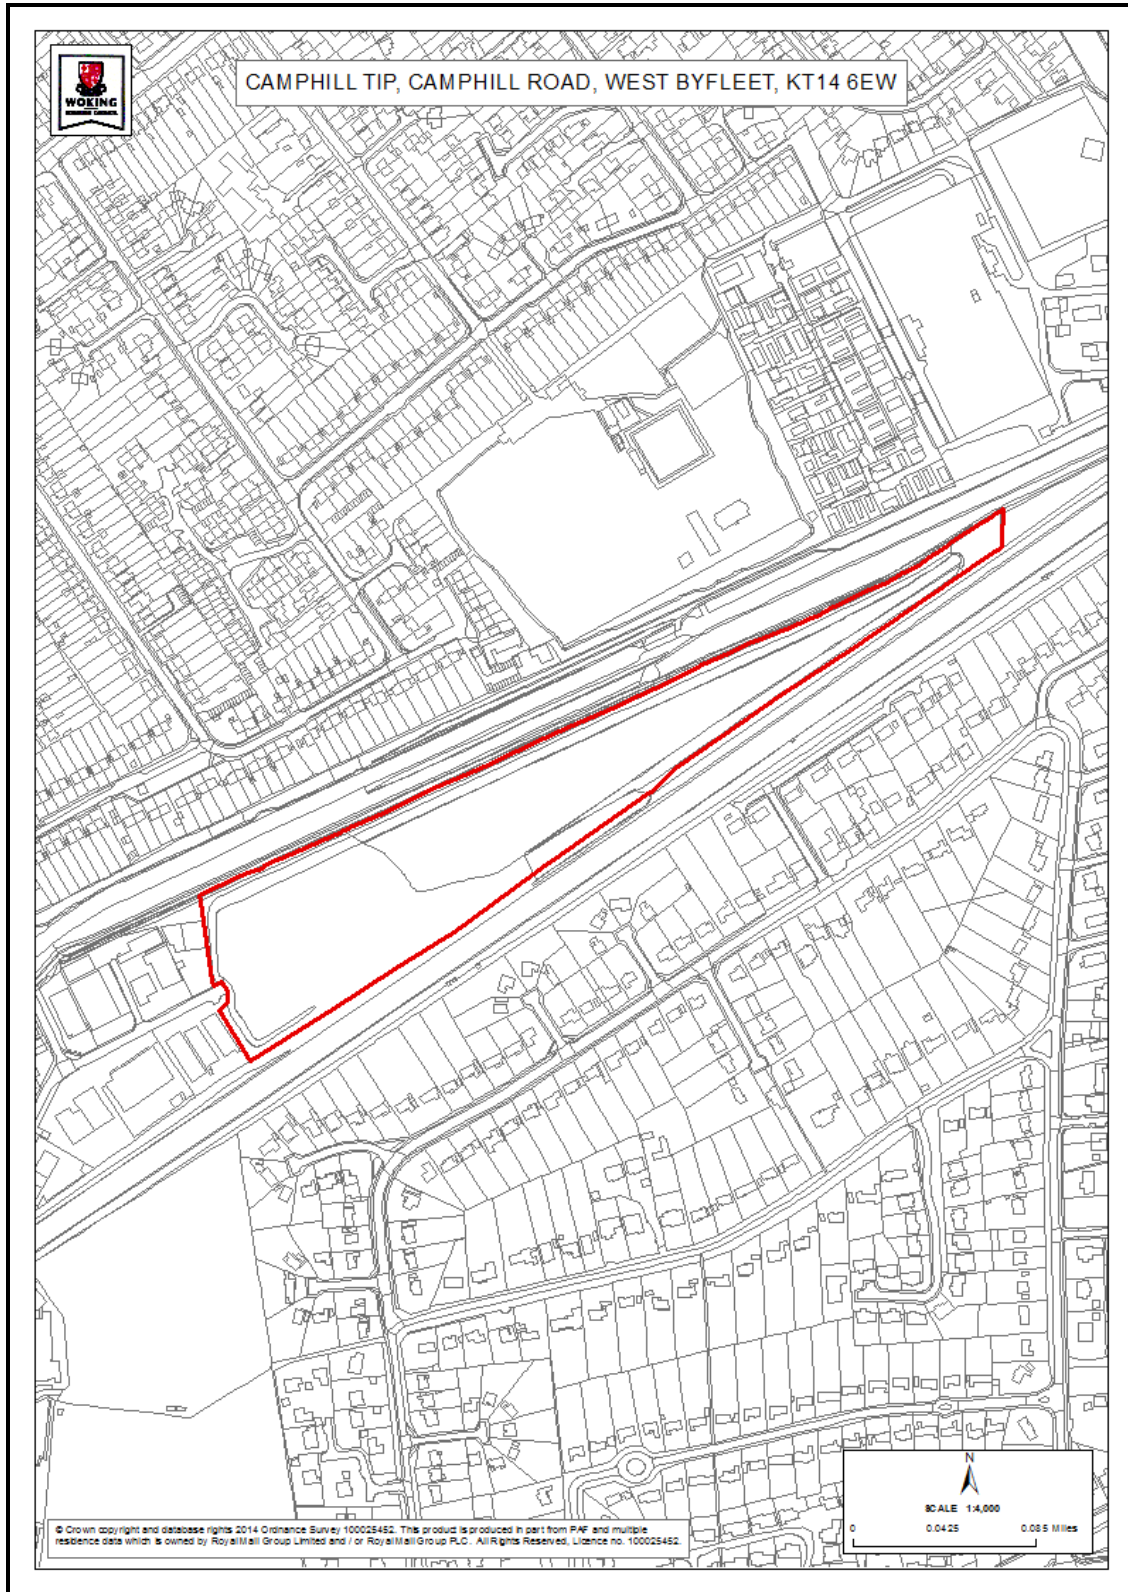 CAMPHILL TIP, CAMPHILL ROAD, WEST BYFLEET, KT14 6EW
WOKING
BOROUGH COUNCIL
N
SCALE 1:4,000
0 0.0425 0.085 Miles
© Crown copyright and database rights 2014 Ordnance Survey 100025452. This product is produced in part from PAF and multiple
residence data which is owned by Royal Mail Group Limited and / or Royal Mail Group PLC. All Rights Reserved, Licence no. 100025452.